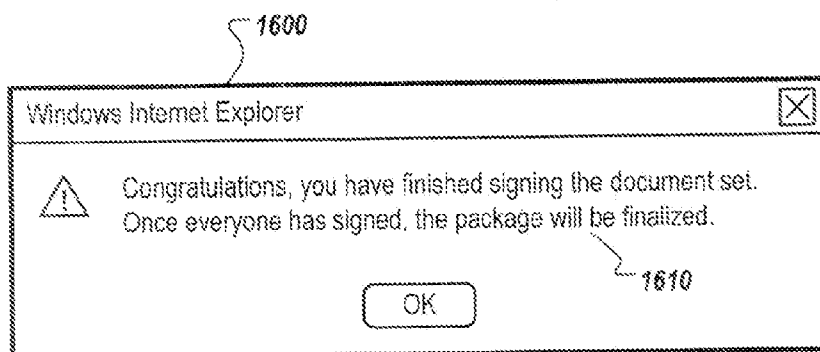 1600
Windows Internet Explorer
Congratulations, you have finished signing the document set.
Once everyone has signed, the package will be finalized.
1610
OK